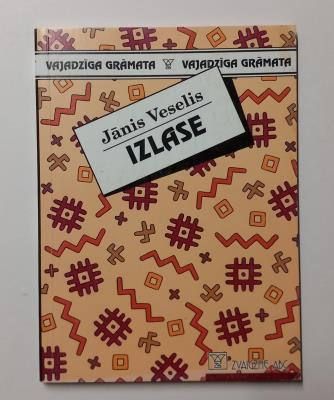 VAJADZĪGA GRĀMATA VAJADZĪGA GRĀMATA
Jānis Veselis
IZLASE
ZVAIGZNE ABC